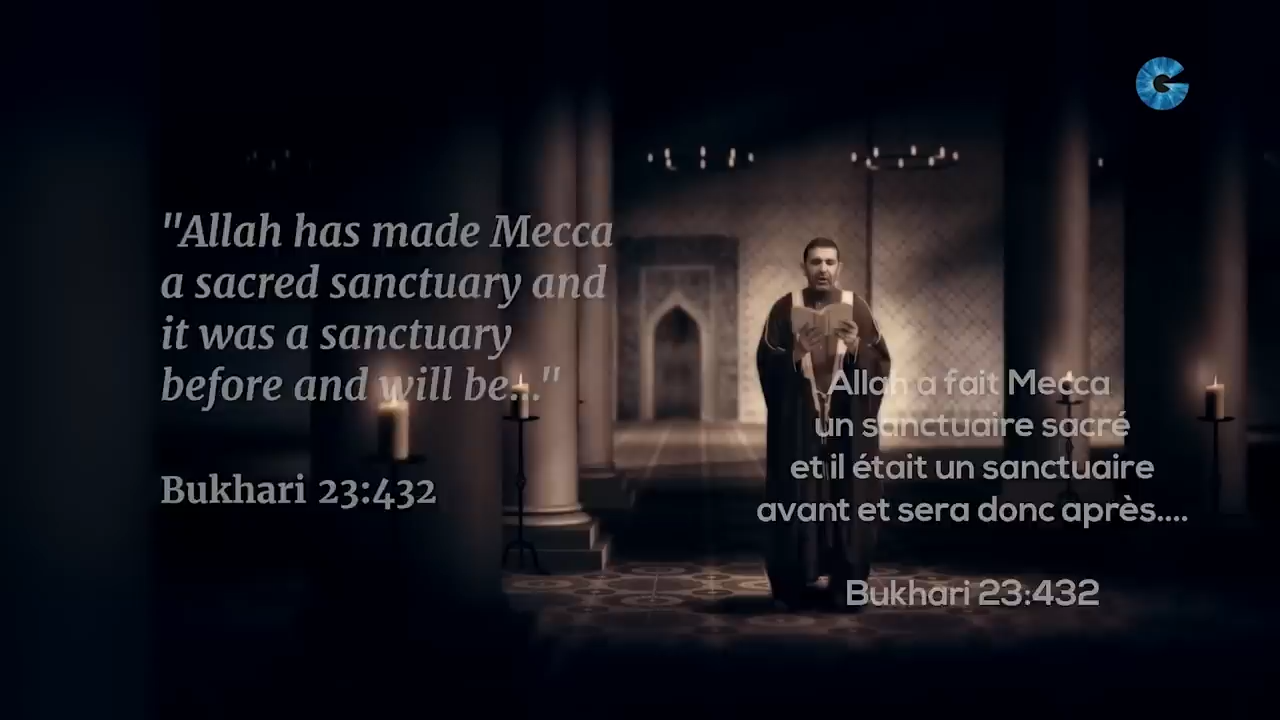 "Allah has made Mecca
a sacred sanctuary and
it was a sanctuary
before and will be..."
Bukhari 23:432
Allah a fait Mecca
un sanctuaire sacré
et il était un sanctuaire
avant et sera donc après....
Bukhari 23:432